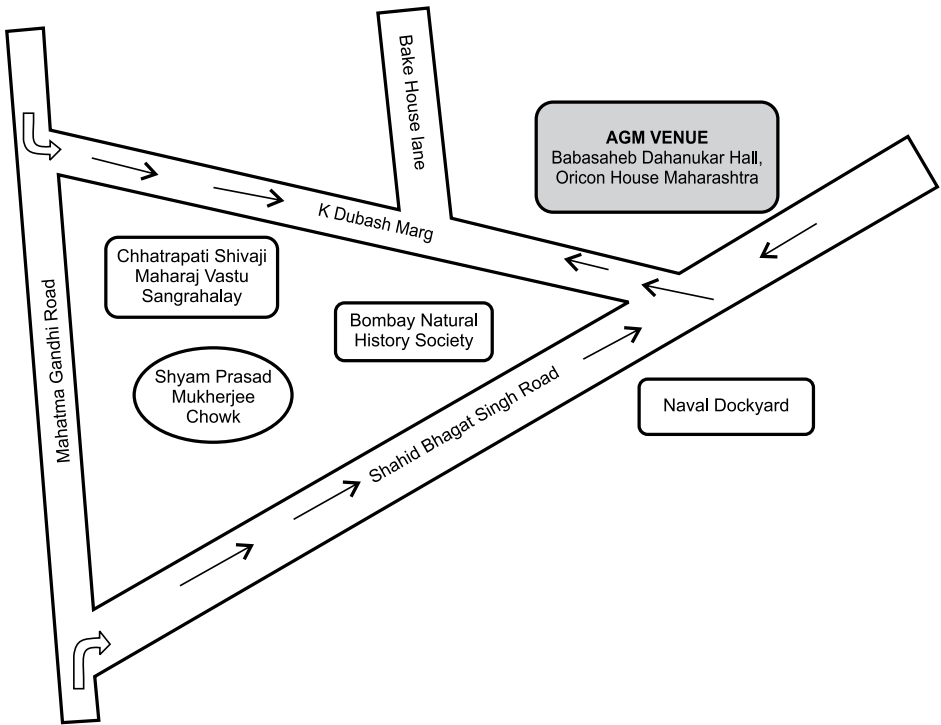 Bake House lane
AGM VENUE
Babasaheb Dahanukar Hall,
Oricon House Maharashtra
K Dubash Marg
Chhatrapati Shivaji
Maharaj Vastu
Sangrahalay
Bombay Natural
History Society
Mahatma Gandhi Road
Shyam Prasad
Mukherjee
Chowk
Shahid Bhagat Singh Road
Naval Dockyard